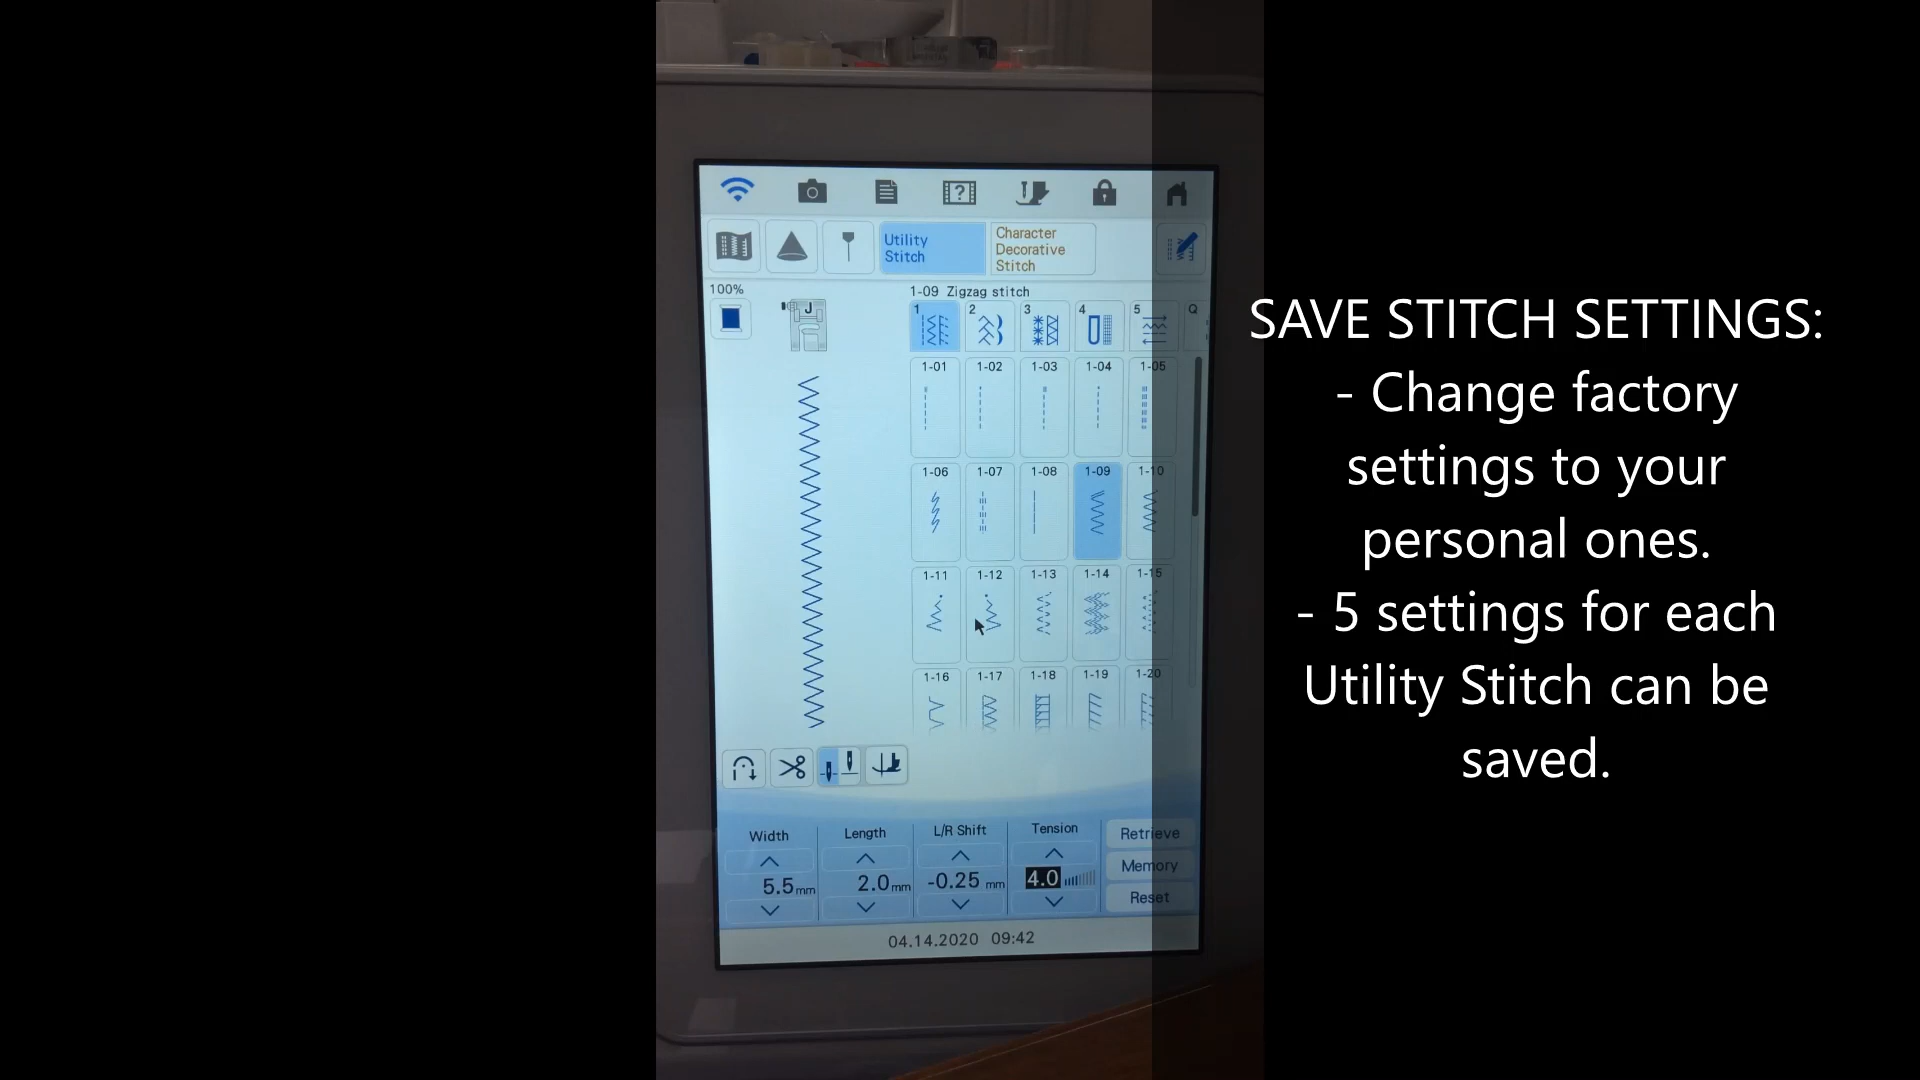 Utility
Stitch
Character
Decorative
Stitch
100%
J
1-09 Zigzag stitch
1
2
3
4
5
Q
1-01
1-02
1-03
1-04
1-05
1-06
1-07
1-08
1-09
1-10
1-11
1-12
1-13
1-14
1-15
1-16
1-17
1-18
1-19
1-20
Width
Length
L/R Shift
Tension
5.5mm
2.0mm
-0.25 mm
4.0
Retrieve
Memory
Reset
04.14.2020 09:42
SAVE STITCH SETTINGS:
- Change factory
settings to your
personal ones.
- 5 settings for each
Utility Stitch can be
saved.